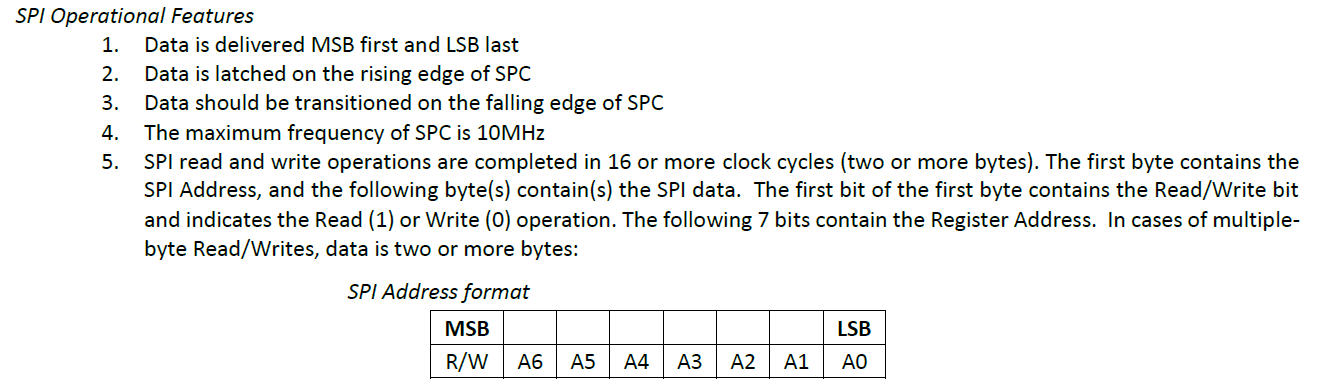 SPI Operational Features
1. Data is delivered MSB first and LSB last
2. Data is latched on the rising edge of SPC
3. Data should be transitioned on the falling edge of SPC
4. The maximum frequency of SPC is 10MHz
5. SPI read and write operations are completed in 16 or more clock cycles (two or more bytes). The first byte contains the
SPI Address, and the following byte(s) contain(s) the SPI data. The first bit of the first byte contains the Read/Write bit
and indicates the Read (1) or Write (0) operation. The following 7 bits contain the Register Address. In cases of multiple-
byte Read/Writes, data is two or more bytes:
SPI Address format
MSB LSB
R/W A6 A5 A4 A3 A2 A1 A0